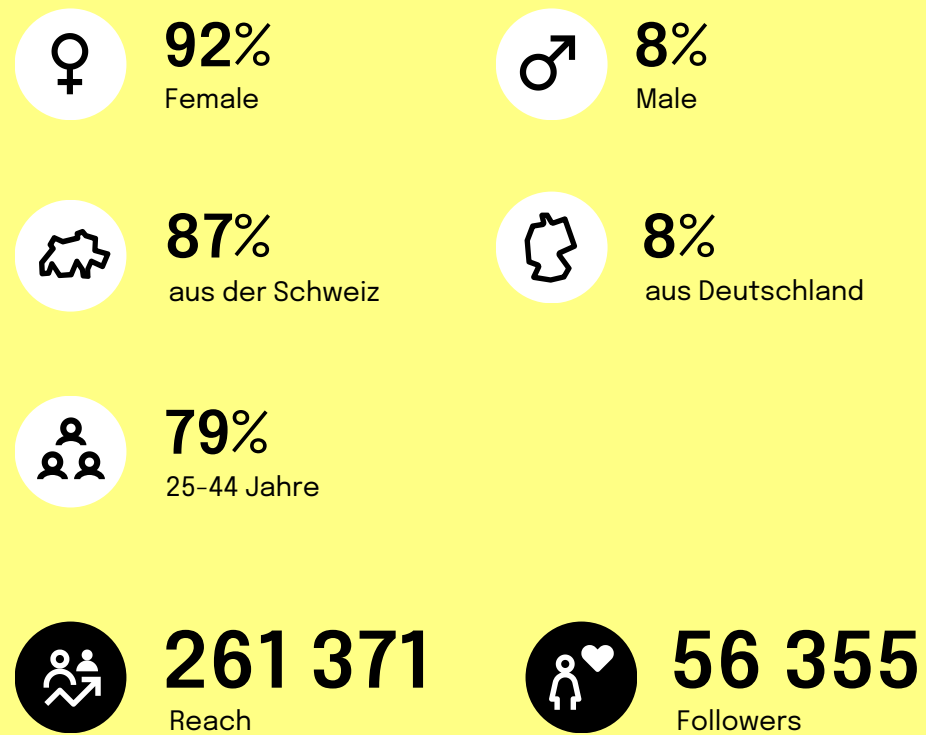 92%
Female
8%
Male
87%
aus der Schweiz
8%
aus Deutschland
79%
25-44 Jahre
261 371
Reach
56 355
Followers